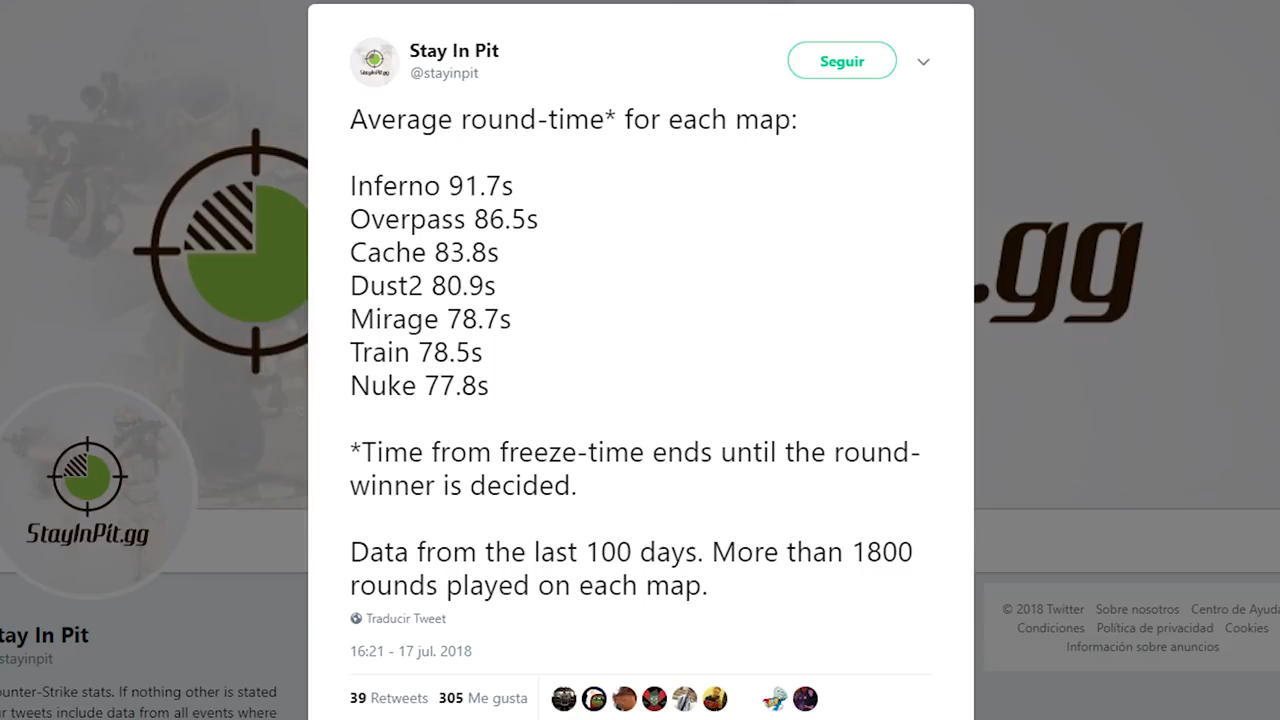 Stay In Pit
@stayinpit
Seguir
Average round-time* for each map:
Inferno 91.7s
Overpass 86.5s
Cache 83.8s
Dust2 80.9s
Mirage 78.7s
Train 78.5s
Nuke 77.8s
*Time from freeze-time ends until the round-
winner is decided.
Data from the last 100 days. More than 1800
rounds played on each map.
Traducir Tweet
16:21 - 17 jul. 2018
39 Retweets 305 Me gusta
.gg
StayInPit.gg
tay In Pit
stayinpit
unter-Strike stats. If nothing other is stated
r tweets include data from all events where
© 2018 Twitter Sobre nosotros Centro de Ayuda
Condiciones Política de privacidad Cookies
Información sobre anuncios